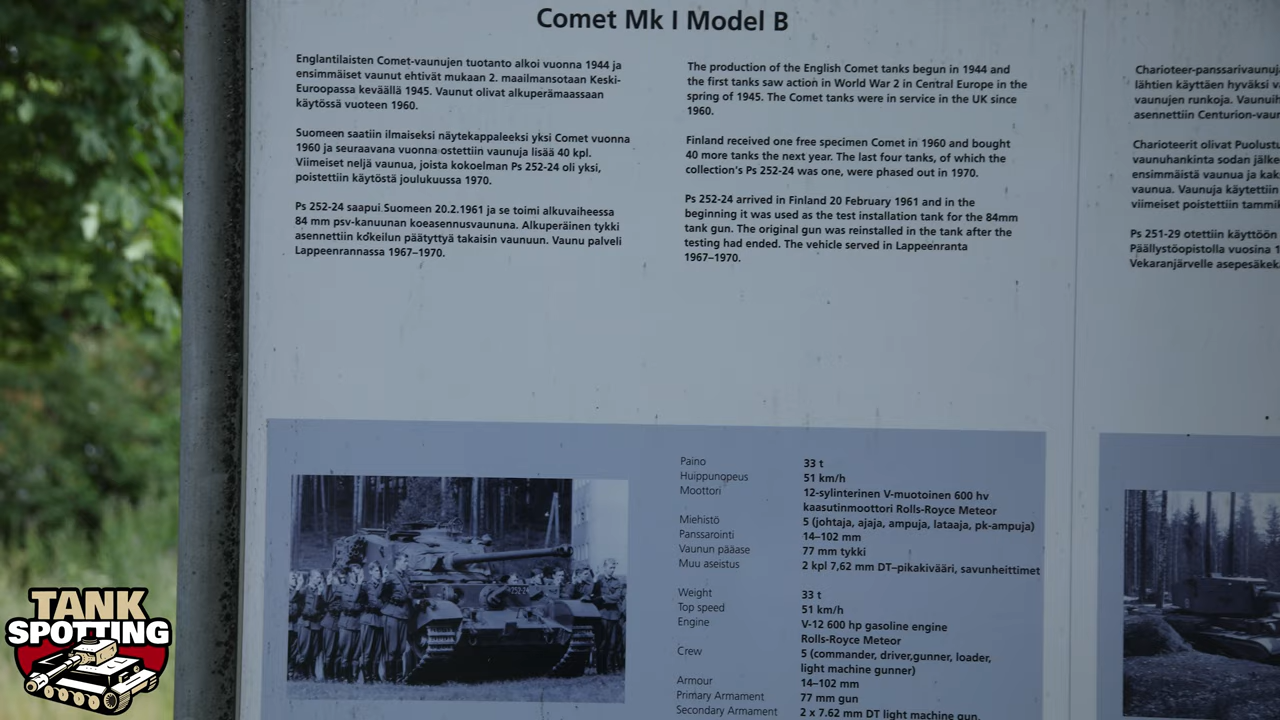 Comet Mk I Model B
Englantilaisten Comet-vaunujen tuotanto alkoi vuonna 1944 ja
ensimmäiset vaunut ehtivät mukaan 2. maailmansotaan Keski-
Euroopassa keväällä 1945. Vaunut olivat alkuperämaassaan
käytössä vuoteen 1960.
Suomeen saatiin ilmaiseksi näytekappaleeksi yksi Comet vuonna
1960 ja seuraavana vuonna ostettiin vaunuja lisää 40 kpl.
Viimeiset neljä vaunua, joista kokoelman Ps 252-24 oli yksi,
poistettiin käytöstä joulukuussa 1970.
Ps 252-24 saapui Suomeen 20.2.1961 ja se toimi alkuvaiheessa
84 mm psv-kanuunan koeasennusvaununa. Alkuperäinen tykki
asennettiin kokeilun päätyttyä takaisin vaunuun. Vaunu palveli
Lappeenrannassa 1967–1970.
The production of the English Comet tanks begun in 1944 and
the first tanks saw action in World War 2 in Central Europe in the
spring of 1945. The Comet tanks were in service in the UK since
1960.
Finland received one free specimen Comet in 1960 and bought
40 more tanks the next year. The last four tanks, of which the
collection's Ps 252-24 was one, were phased out in 1970.
Ps 252-24 arrived in Finland 20 February 1961 and in the
beginning it was used as the test installation tank for the 84mm
tank gun. The original gun was reinstalled in the tank after the
testing had ended. The vehicle served in Lappeenranta
1967–1970.
Charioteer-panssarivaunuja
lähtien käyttäen hyväksi
vaunujen runkoja.
asennettiin
Charioteerit olivat
vaunuhankinta sodan
ensimmäistä vaunua ja
vaunua. Vaunuja käytettiin
viimeiset poistettiin
Ps 251-29 otettiin käyttöön
Päällystöopistolla vuosina
Vekaranjärvelle
Paino 33 t
Huippunopeus 51 km/h
Moottori 12-sylinterinen V-muotoinen 600 hv
kaasutinmoottori Rolls-Royce Meteor
Miehistö 5 (johtaja, ajaja, ampuja, lataaja, pk-ampuja)
Panssarointi 14–102 mm
Vaunun pääase 77 mm tykki
Muu aseistus 2 kpl 7,62 mm DT–pikakivääri, savunheittimet
Weight 33 t
Top speed 51 km/h
Engine V-12 600 hp gasoline engine
Rolls-Royce Meteor
Crew 5 (commander, driver,gunner, loader,
light machine gunner)
Armour 14–102 mm
Primary Armament 77 mm gun
Secondary Armament 2 x 7.62 mm DT light machine gun,
TANK
SPOTTING